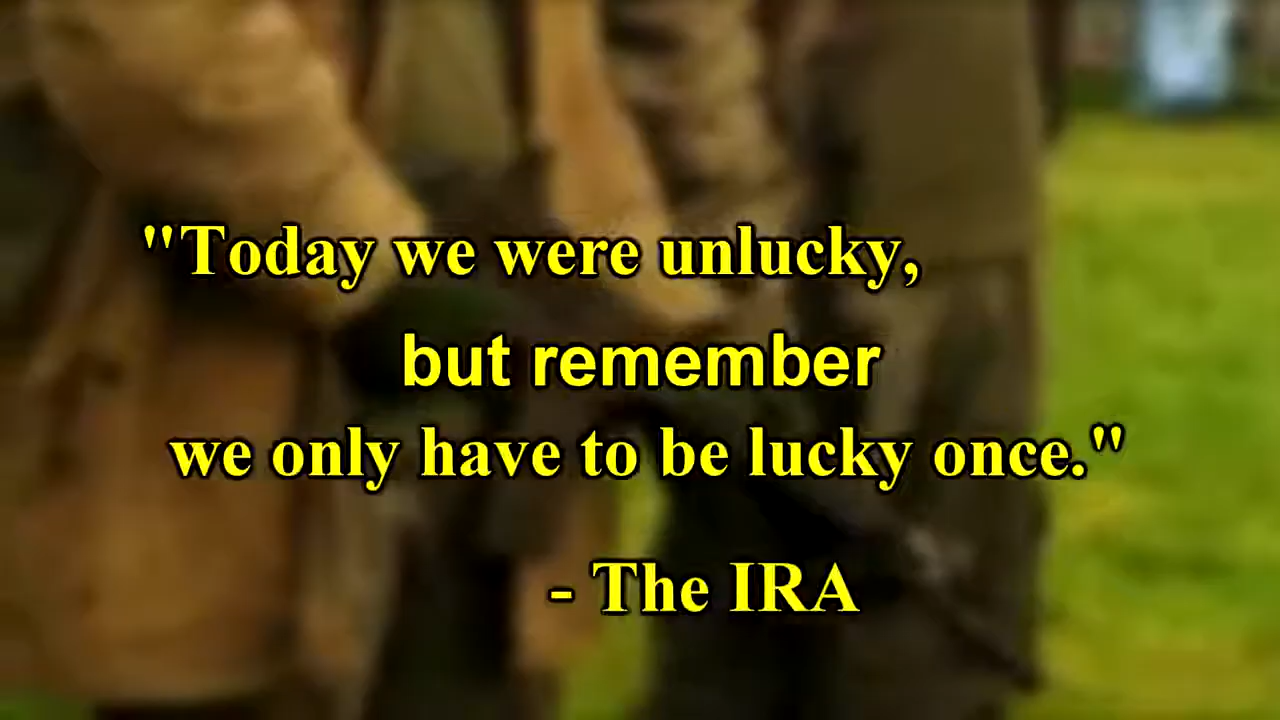 "Today we were unlucky,
but remember
we only have to be lucky once."
- The IRA